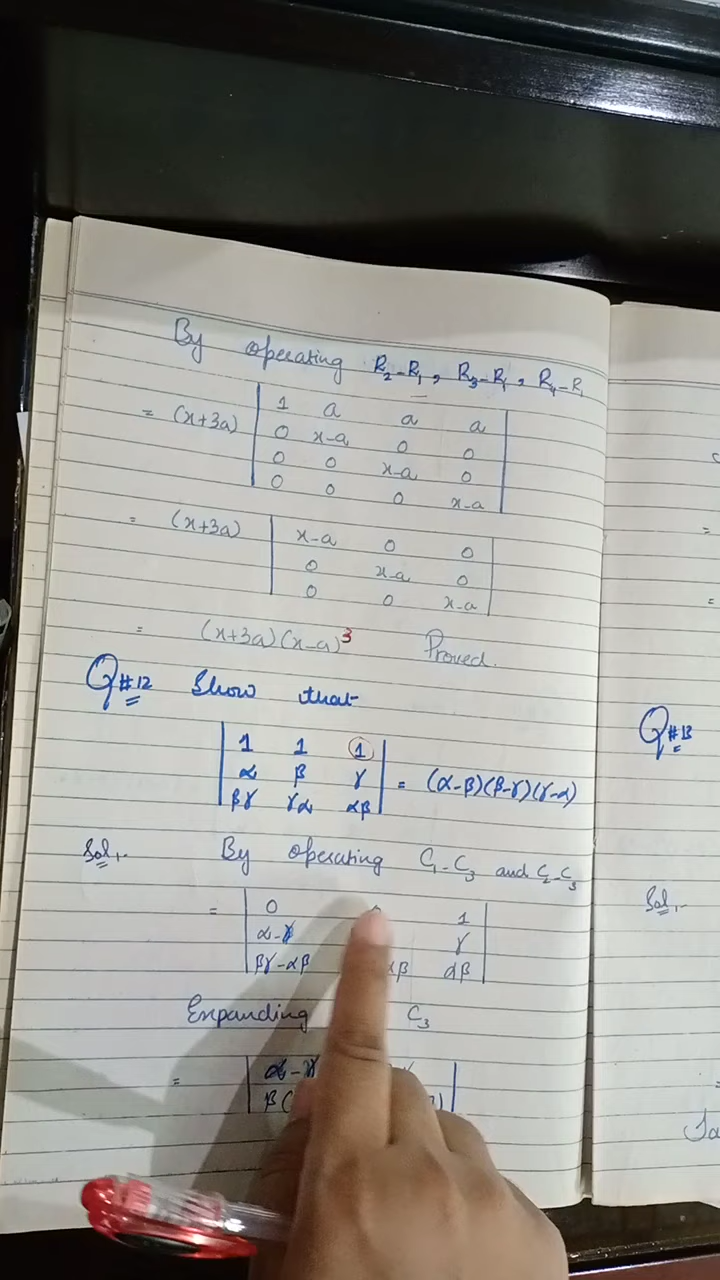 By operating R₂-R₁, R₃-R₁, R₄-R₁
= (x+3a) | 1 a a a |
| 0 x-a 0 0 |
| 0 0 x-a 0 |
| 0 0 0 x-a |
= (x+3a) | x-a 0 0 |
| 0 x-a 0 |
| 0 0 x-a |
= (x+3a)(x-a)³ Proved.
Q#12 Show that
| 1 1 1 |
| α β γ | = (α-β)(β-γ)(γ-α)
| βγ γα αβ |
Sol,. By operating C₁-C₃ and C₂-C₃
= | 0 1 |
| α-γ γ |
| βγ-αβ αβ αβ |
Expanding C₃
= | α-γ |
| β( ) |
Q#13
Sol,.